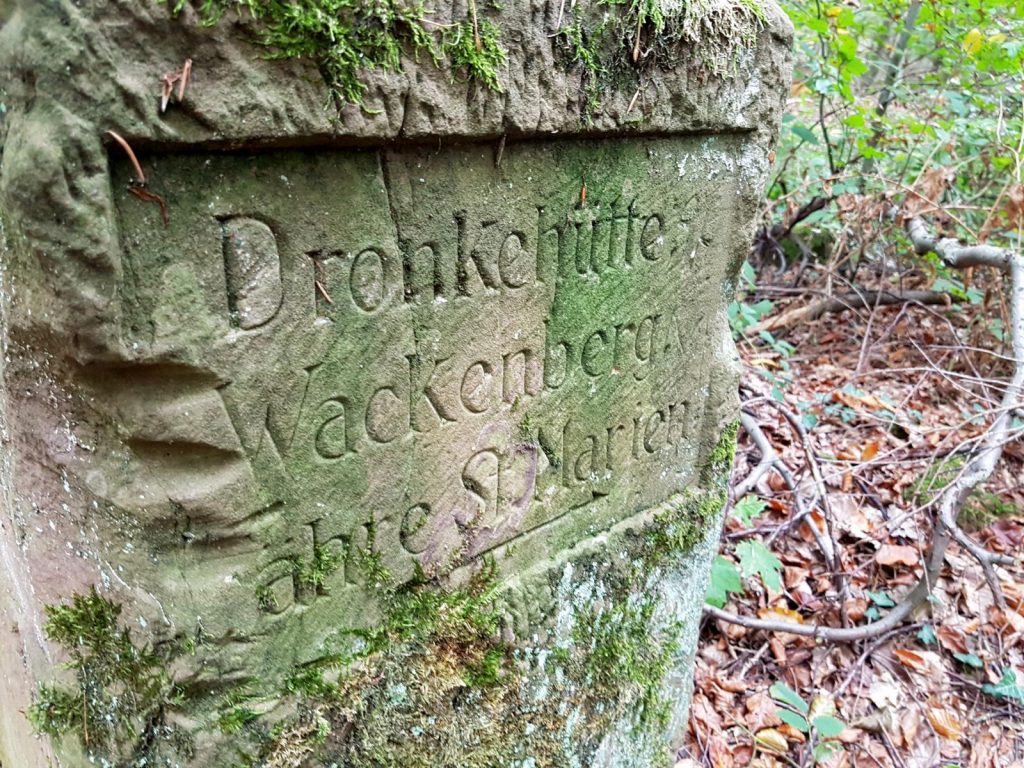 Dronkehütte
Wackenberg.
ahre St. Marien